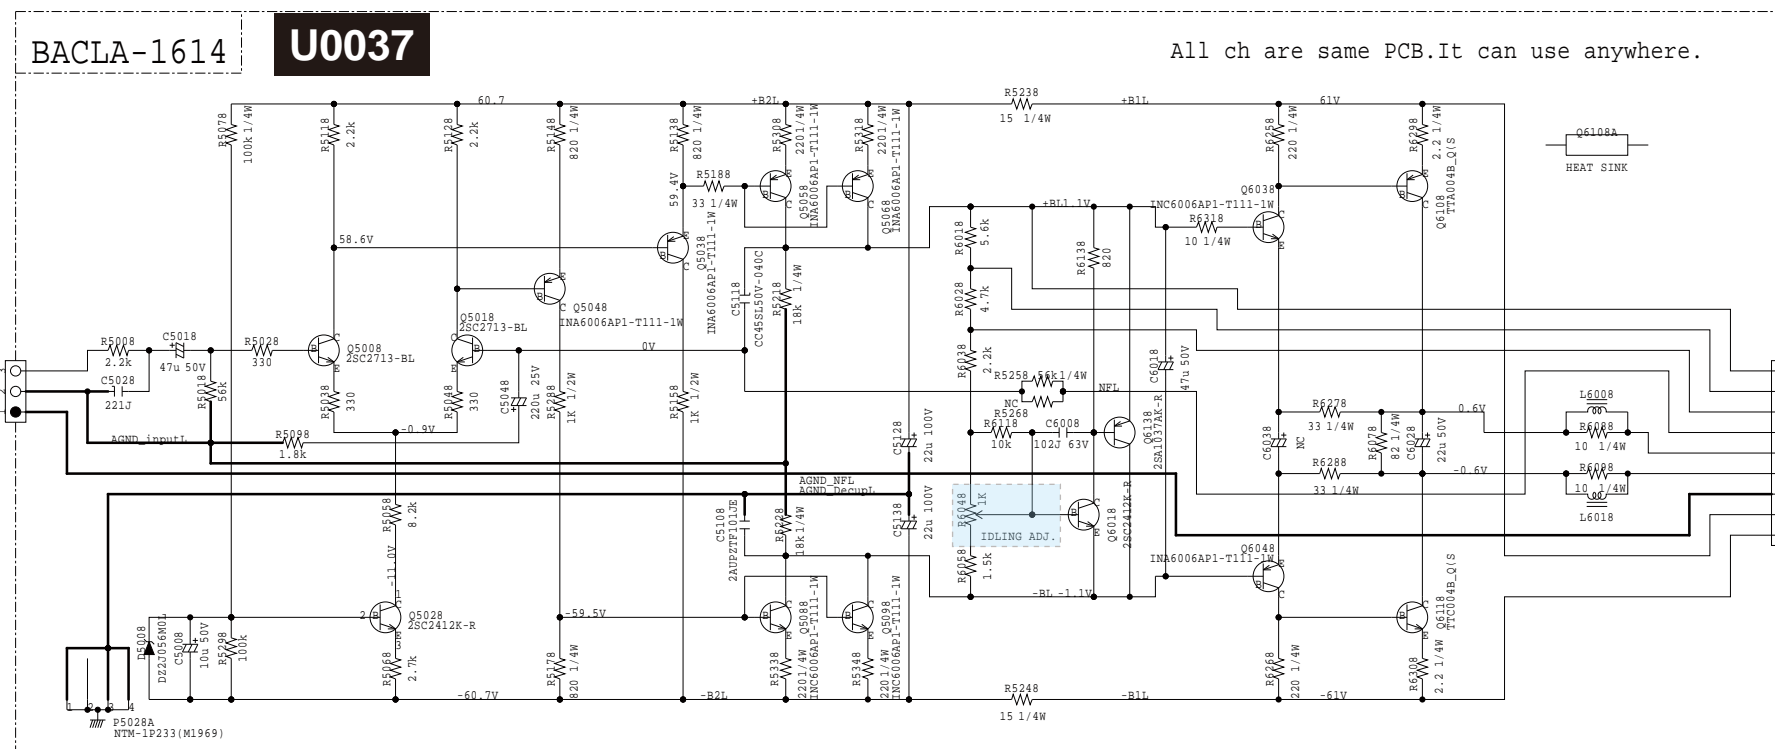 BACLA-1614
U0037
All ch are same PCB.It can use anywhere.
60.7
+B2L
R5238
15 1/4W
+B1L
61V
R5078
100k 1/4W
R5118
2.2k
R5128
2.2k
R5148
820 1/4W
R5138
820 1/4W
R5308
220 1/4W
R5318
220 1/4W
R6258
220 1/4W
R6298
2.2 1/4W
Q6108A
HEAT SINK
R5188
33 1/4W
59.4V
Q5058
INA6006AP1-T111-1W
Q5068
INA6006AP1-T111-1W
Q6038
INC6006AP1-T111-1W
Q6108
TTA004B_Q(S
+BL1.1V
R6318
10 1/4W
58.6V
Q5038
INA6006AP1-T111-1W
R6018
5.6k
R6138
820
Q5048
INA6006AP1-T111-1W
C5118
CC45SL50V-040C
R5218
18k 1/4W
R6028
4.7k
Q5018
2SC2713-BL
0V
R5008
2.2k
C5018
47u 50V
R5028
330
Q5008
2SC2713-BL
R6038
2.2k
C6018
47u 50V
C5028
221J
R5018
56k
R5038
330
R5048
330
C5048
220u 25V
R5288
1K 1/2W
R5158
1K 1/2W
R5258 56k1/4W
NC
R5268
NFL
L6008
R6278
33 1/4W
0.6V
R6088
10 1/4W
AGND_inputL
R5098
1.8k
-0.9V
C5128
22u 100V
R6118
10k
C6008
102J 63V
Q6138
2SA1037AK-R
C6038
NC
R6078
82 1/4W
C6028
22u 50V
R6288
33 1/4W
-0.6V
R6098
10 1/4W
L6018
AGND_NFL
AGND_DecupL
R5058
8.2k
C5108
2AUPZTF101JE
R5228
18k1/4W
C5138
22u 100V
R6048
1K
IDLING ADJ.
Q6018
2SC2412K-R
-11.0V
R6058
1.5k
Q6048
INA6006AP1-T111-1W
-BL -1.1V
Q5028
2SC2412K-R
-59.5V
Q5088
INC6006AP1-T111-1W
Q5098
INC6006AP1-T111-1W
Q6118
TTC004B_Q(S
D5008
DZ2J056M0L
C5008
10u 50V
R5298
100k
R5068
2.7k
R5178
820 1/4W
R5338
220 1/4W
R5348
220 1/4W
R6268
220 1/4W
R6308
2.2 1/4W
-60.7V
-B2L
R5248
15 1/4W
-B1L
-61V
1 2 3 4
P5028A
NTM-1P233(M1969)